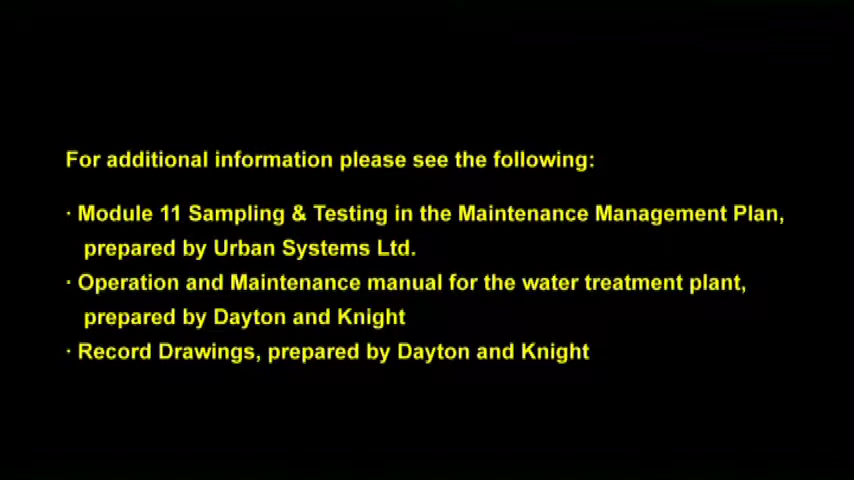 For additional information please see the following:
· Module 11 Sampling & Testing in the Maintenance Management Plan,
prepared by Urban Systems Ltd.
· Operation and Maintenance manual for the water treatment plant,
prepared by Dayton and Knight
· Record Drawings, prepared by Dayton and Knight